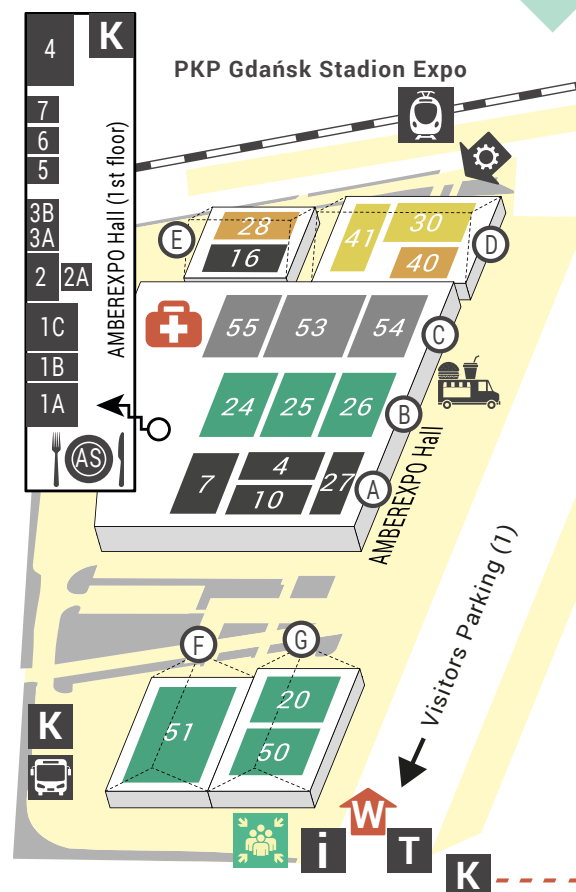 4
K
7
6
5
3B
3A
2
2A
1C
1B
1A
AMBEREXPO Hall (1st floor)
AS
PKP Gdańsk Stadion Expo
E
28
16
41
30
40
D
55
53
54
C
24
25
26
B
7
4
10
27
A
AMBEREXPO Hall
Visitors Parking (1)
F
G
51
20
50
K
i
W
T
K